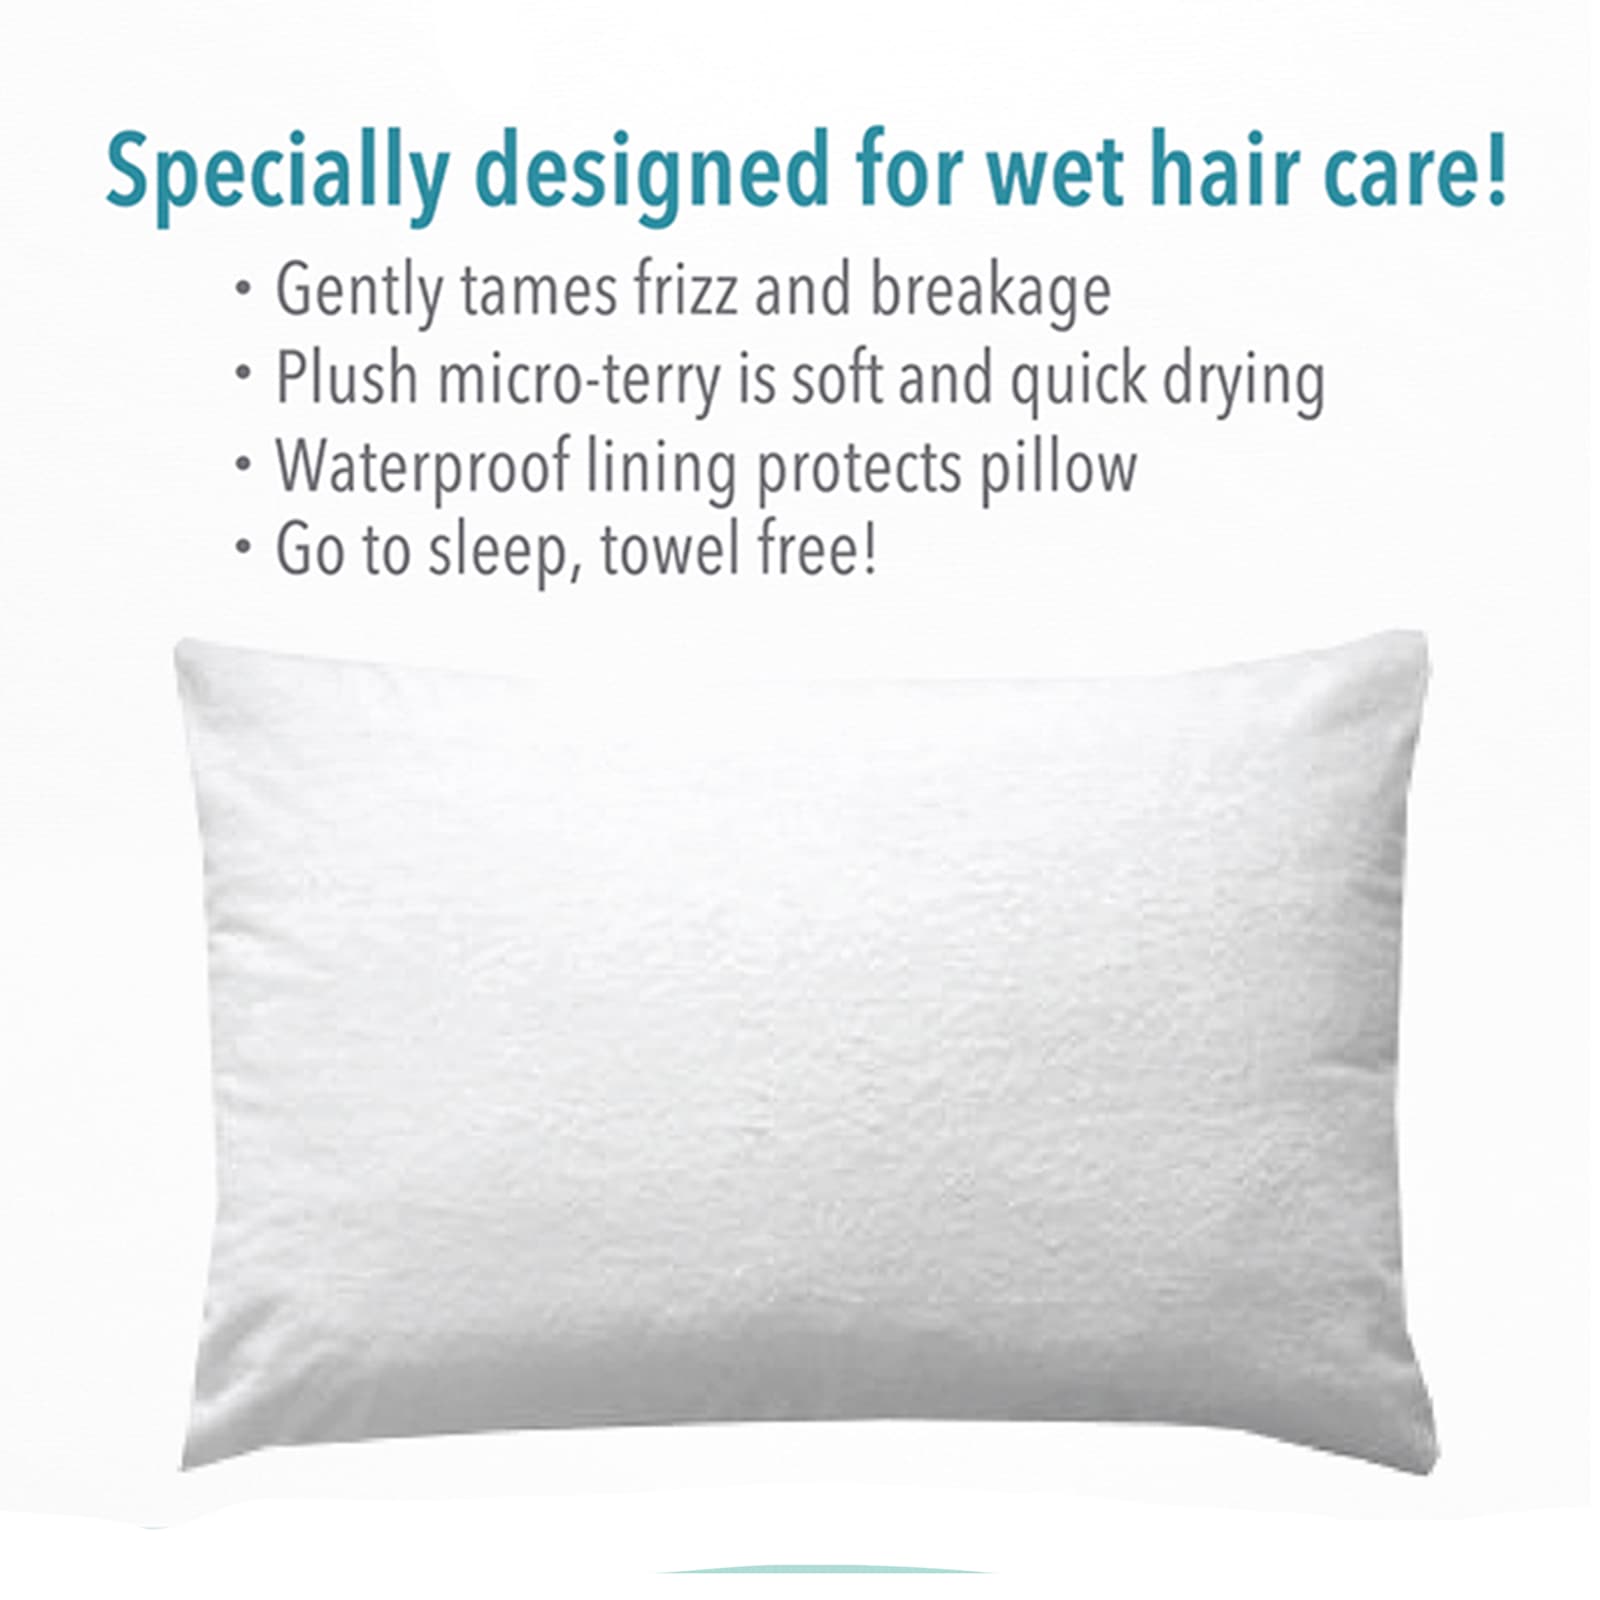 Specially designed for wet hair care!
• Gently tames frizz and breakage
• Plush micro-terry is soft and quick drying
• Waterproof lining protects pillow
• Go to sleep, towel free!